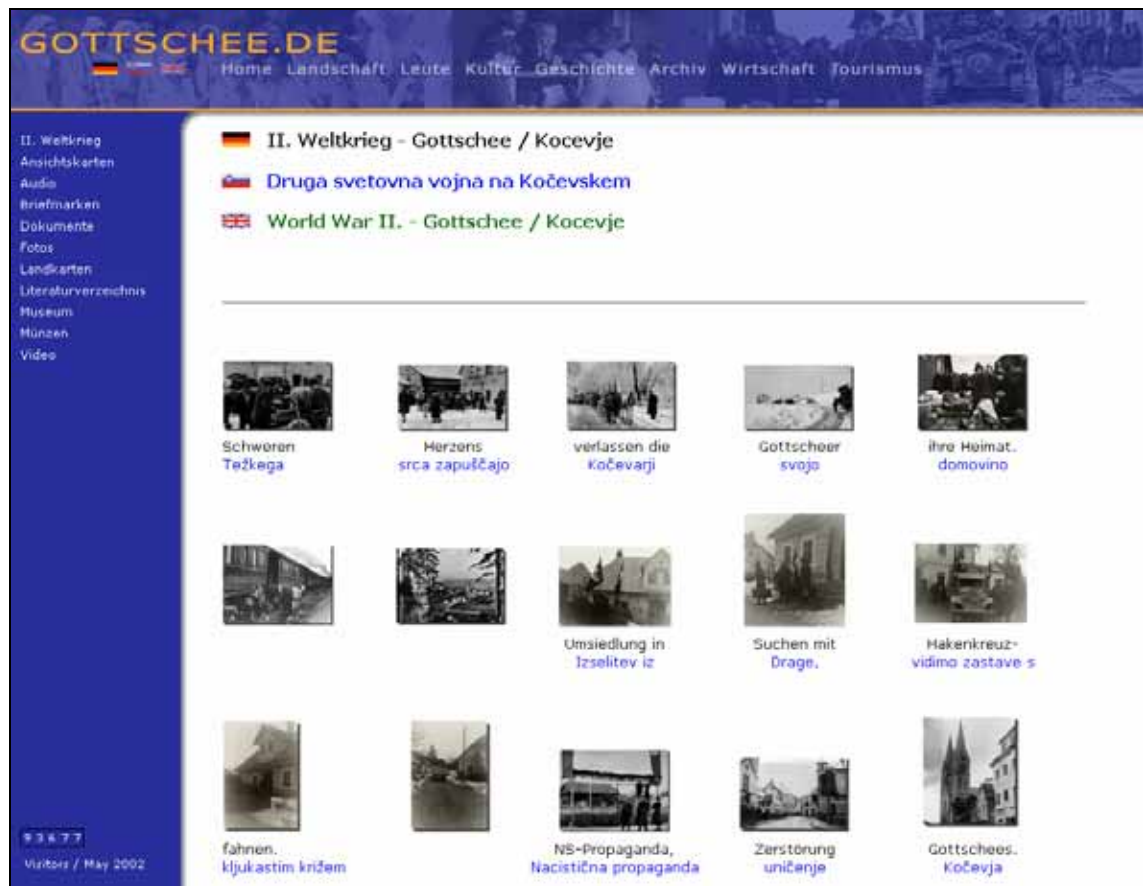 GOTTSCHEE.DE
Home Landschaft Leute Kultur Geschichte Archiv Wirtschaft Tourismus
II. Weltkrieg
Ansichtskarten
Audio
Briefmarken
Dokumente
Fotos
Landkarten
Literaturverzeichnis
Museum
Münzen
Video
93677
Visitors / May 2002
II. Weltkrieg - Gottschee / Kocevje
Druga svetovna vojna na Kočevskem
World War II. - Gottschee / Kocevje
Schweren Herzens verlassen die Gottscheer ihre Heimat.
Težkega srca zapuščajo Kočevarji svojo domovino
Umsiedlung in Suchen mit Hakenkreuz-
Izselitev iz Drage, vidimo zastave s
fahnen. NS-Propaganda, Zerstörung Gottschees.
kljukastim križem Nacistična propaganda uničenje Kočevja